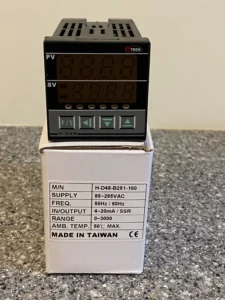 PV
SV
M/N H-D48-B251-100
SUPPLY 85~265VAC
FREQ. 50Hz / 60Hz
IN/OUTPUT 4~20mA / SSR
RANGE 0~3000
AMB. TEMP. 50℃ MAX.
MADE IN TAIWAN CE